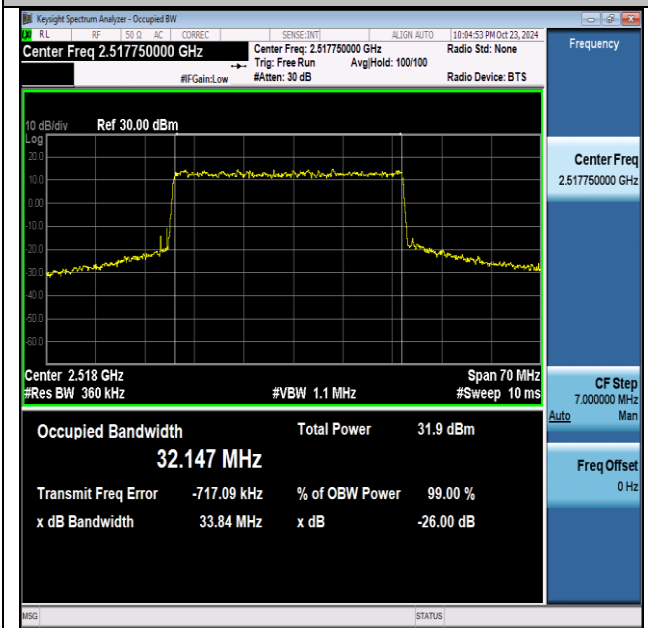 Keysight Spectrum Analyzer - Occupied BW
RL RF 50 Ω AC CORREC SENSE:INT ALIGN AUTO 10:04:53 PM Oct 23, 2024
Center Freq 2.517750000 GHz
Center Freq: 2.517750000 GHz Radio Std: None
Trig: Free Run Avg|Hold: 100/100
#IFGain:Low #Atten: 30 dB Radio Device: BTS
10 dB/div Ref 30.00 dBm
Log
20.0
10.0
0.00
-10.0
-20.0
-30.0
-40.0
-50.0
-60.0
Center 2.518 GHz Span 70 MHz
#Res BW 360 kHz #VBW 1.1 MHz #Sweep 10 ms
Occupied Bandwidth Total Power 31.9 dBm
32.147 MHz
Transmit Freq Error -717.09 kHz % of OBW Power 99.00 %
x dB Bandwidth 33.84 MHz x dB -26.00 dB
MSG STATUS
Frequency
Center Freq
2.517750000 GHz
CF Step
7.000000 MHz
Auto Man
Freq Offset
0 Hz